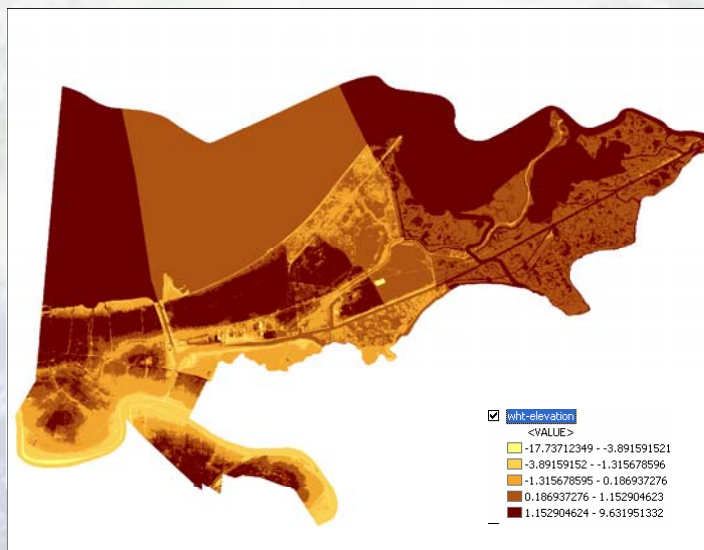 wht-elevation
<VALUE>
-17.73712349 - -3.891591521
-3.89159152 - -1.315678596
-1.315678595 - 0.186937276
0.186937276 - 1.152904623
1.152904624 - 9.631951332